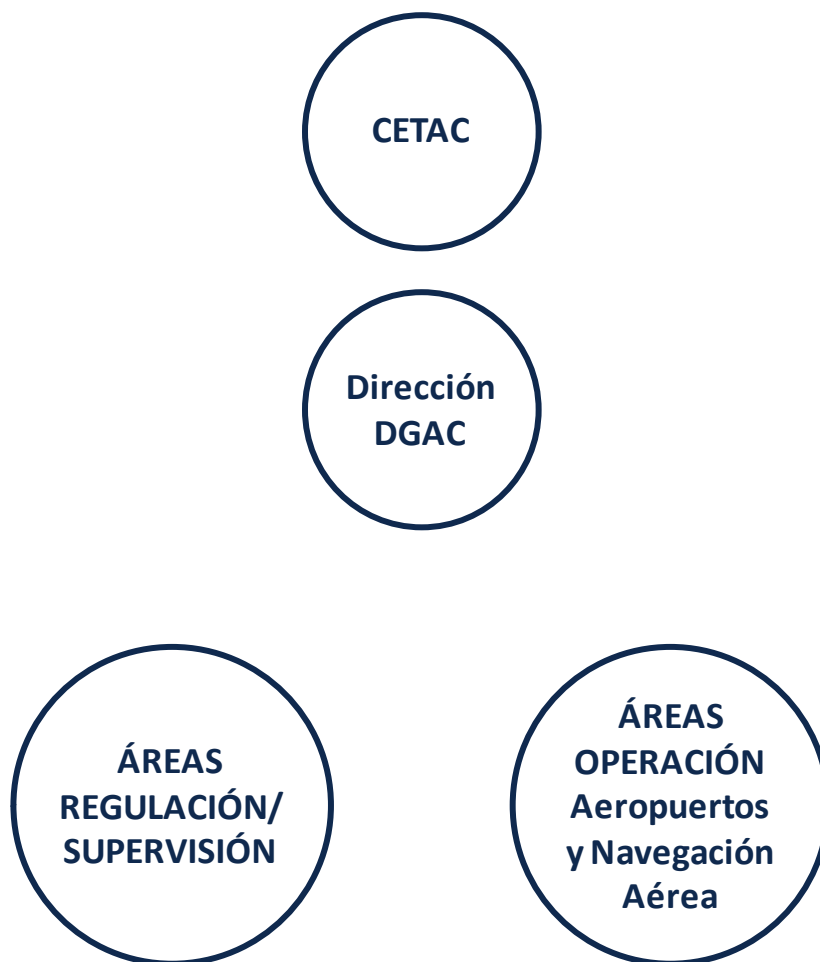 CETAC
Dirección
DGAC
ÁREAS
REGULACIÓN/
SUPERVISIÓN
ÁREAS
OPERACIÓN
Aeropuertos
y Navegación
Aérea